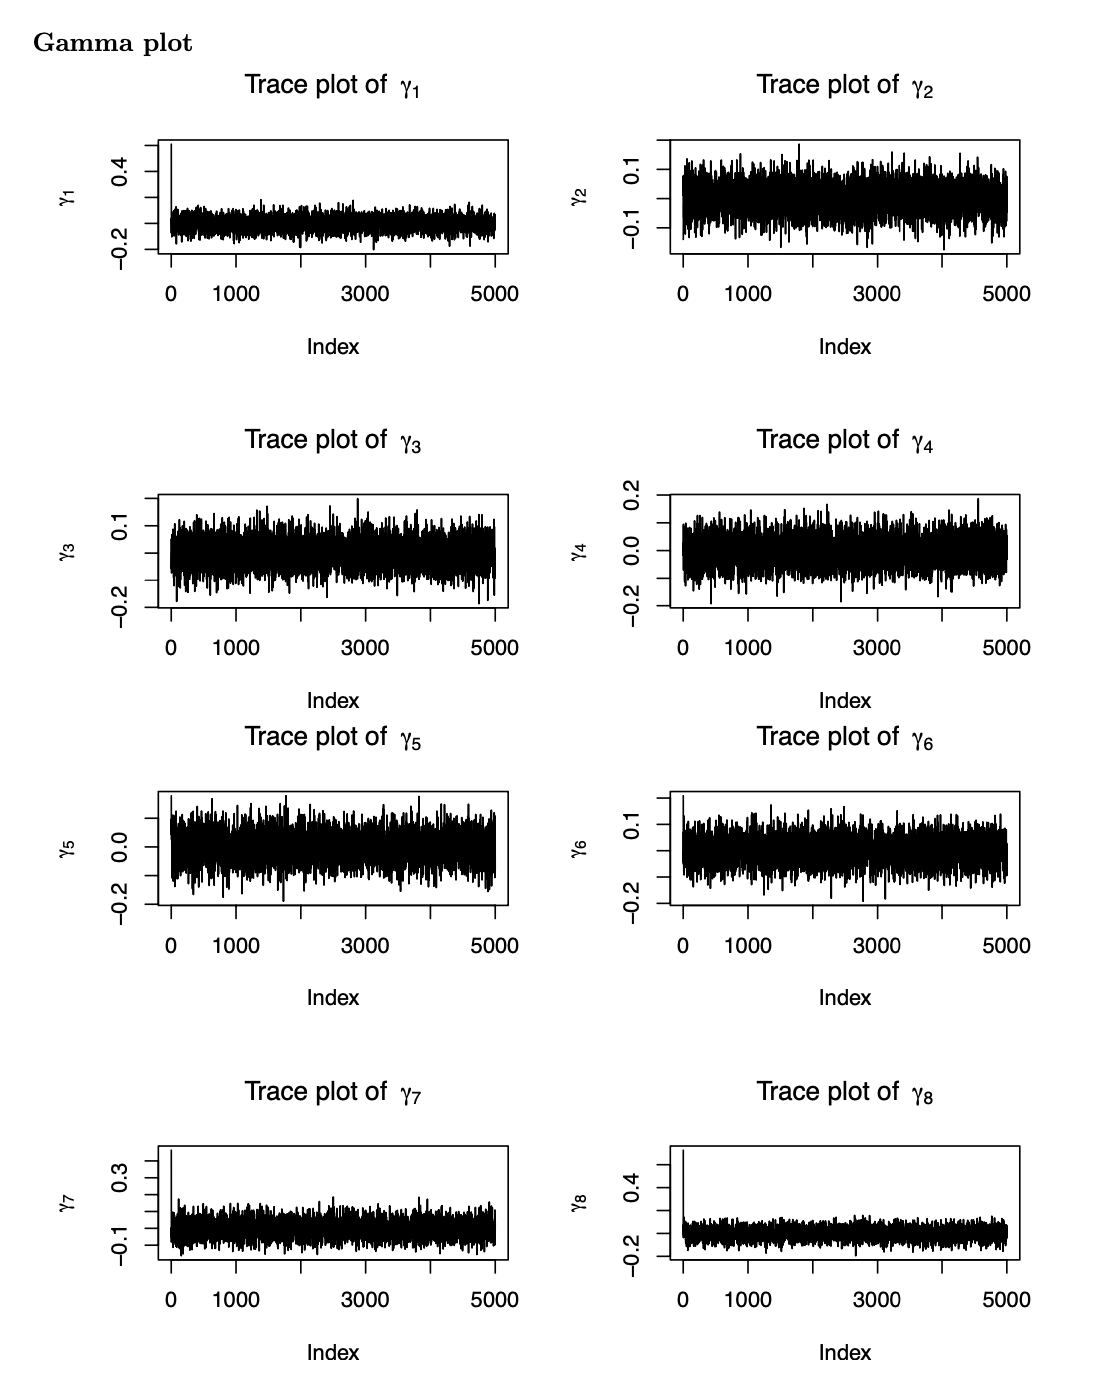 Gamma plot
Trace plot of γ1
γ1
−0.2 0.4
0 1000 3000 5000
Index
Trace plot of γ2
γ2
−0.1 0.1
0 1000 3000 5000
Index
Trace plot of γ3
γ3
−0.2 0.1
0 1000 3000 5000
Index
Trace plot of γ4
γ4
−0.2 0.0 0.2
0 1000 3000 5000
Index
Trace plot of γ5
γ5
−0.2 0.0
0 1000 3000 5000
Index
Trace plot of γ6
γ6
−0.2 0.1
0 1000 3000 5000
Index
Trace plot of γ7
γ7
−0.1 0.3
0 1000 3000 5000
Index
Trace plot of γ8
γ8
−0.2 0.4
0 1000 3000 5000
Index